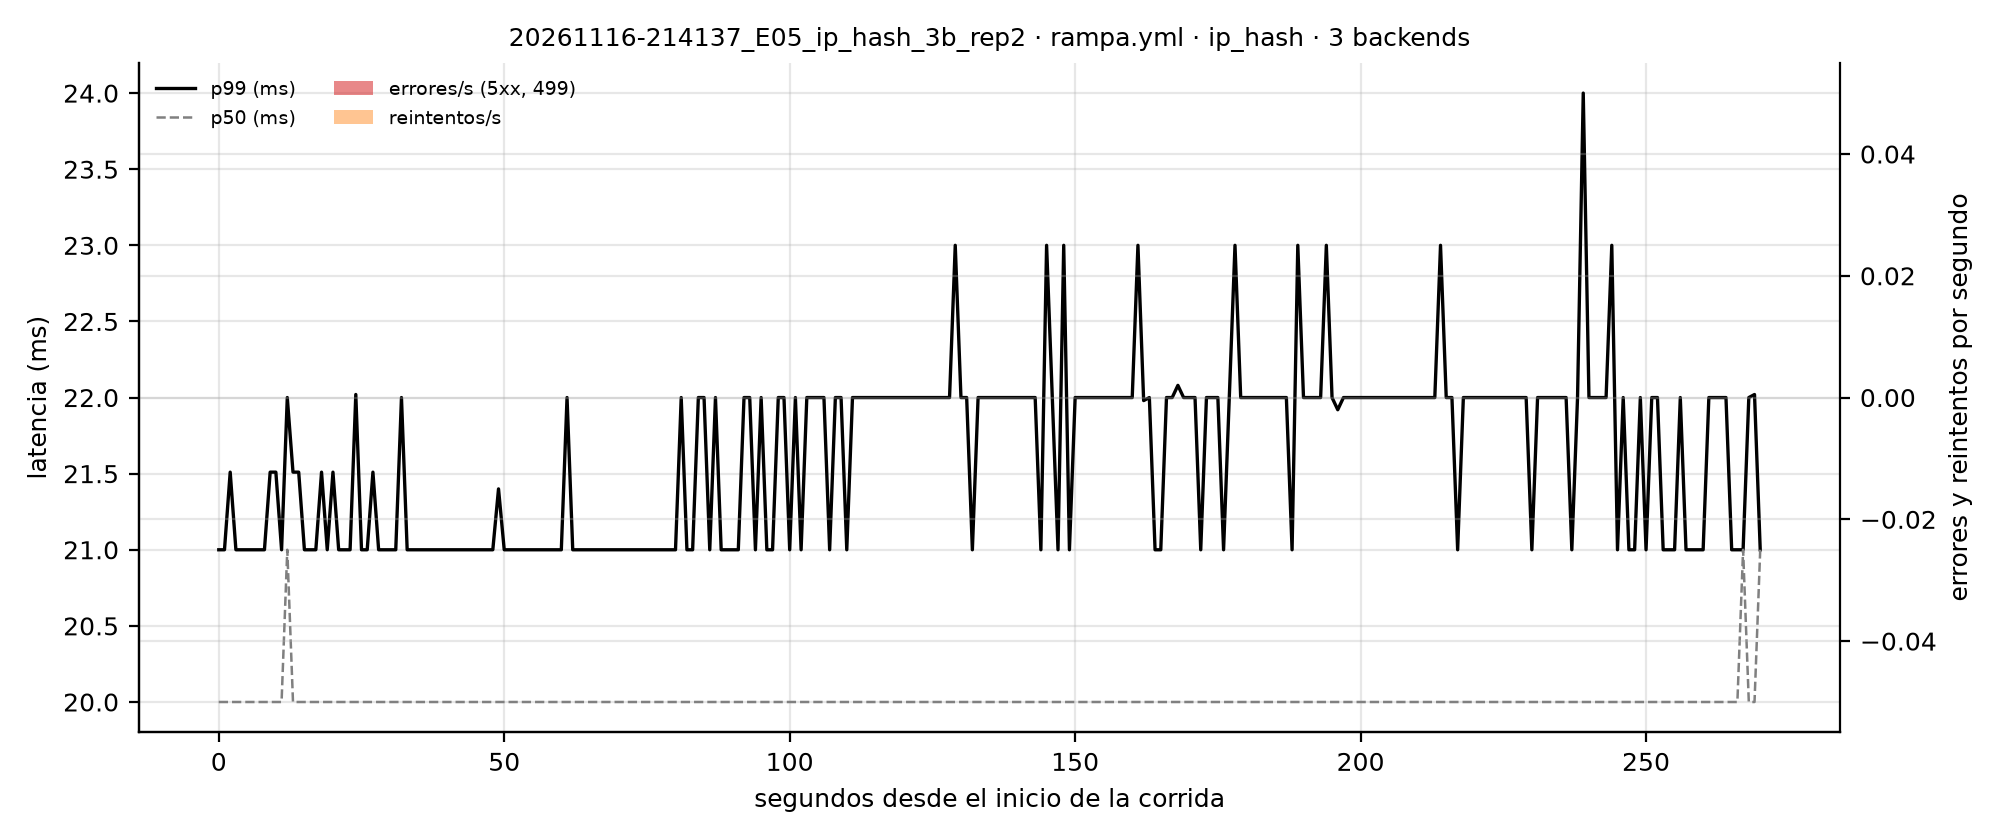 20261116-214137_E05_ip_hash_3b_rep2 · rampa.yml · ip_hash · 3 backends
p99 (ms)
p50 (ms)
errores/s (5xx, 499)
reintentos/s
latencia (ms)
24.0
23.5
23.0
22.5
22.0
21.5
21.0
20.5
20.0
0.04
0.02
0.00
−0.02
−0.04
errores y reintentos por segundo
0
50
100
150
200
250
segundos desde el inicio de la corrida